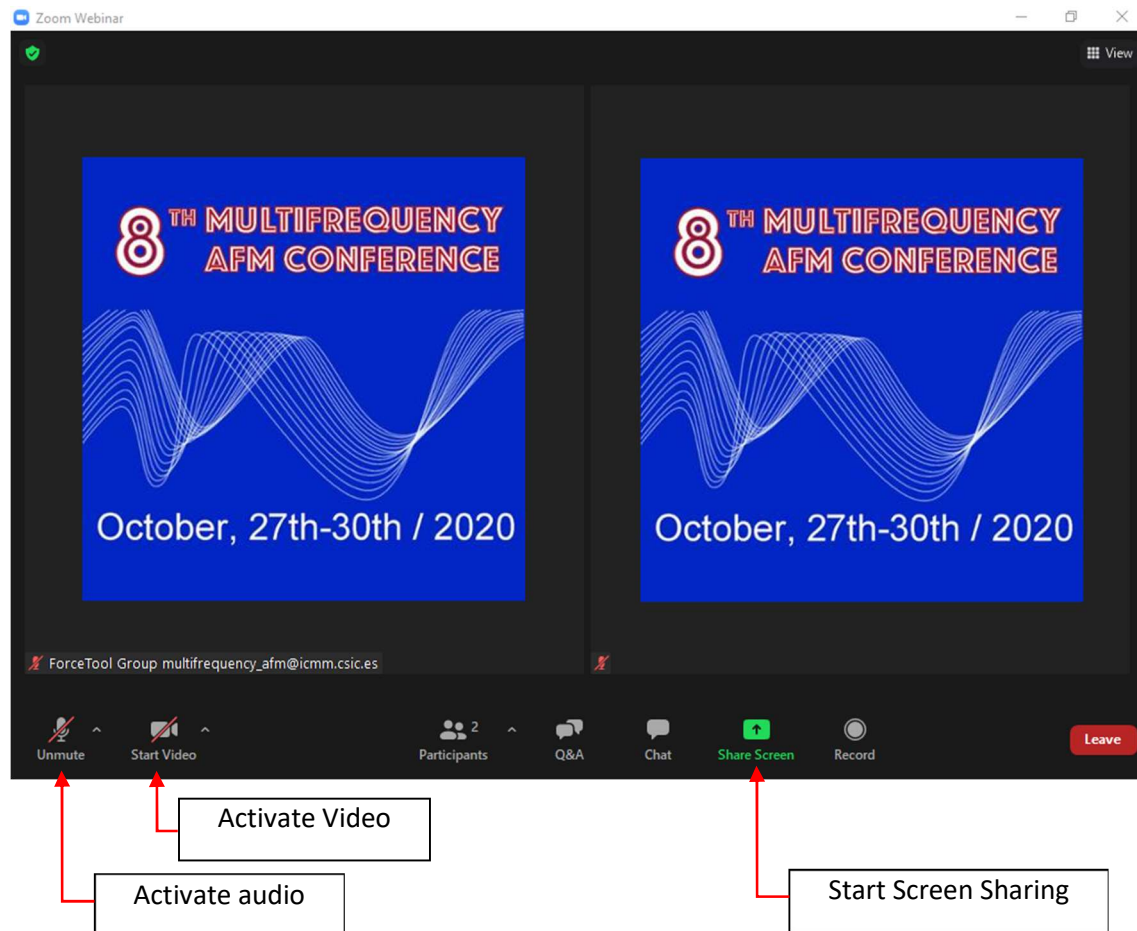 Zoom Webinar
View
8TH MULTIFREQUENCY
AFM CONFERENCE
October, 27th-30th / 2020
ForceTool Group multifrequency_afm@icmm.csic.es
8TH MULTIFREQUENCY
AFM CONFERENCE
October, 27th-30th / 2020
Unmute
Start Video
2
Participants
Q&A
Chat
Share Screen
Record
Leave
Activate Video
Activate audio
Start Screen Sharing